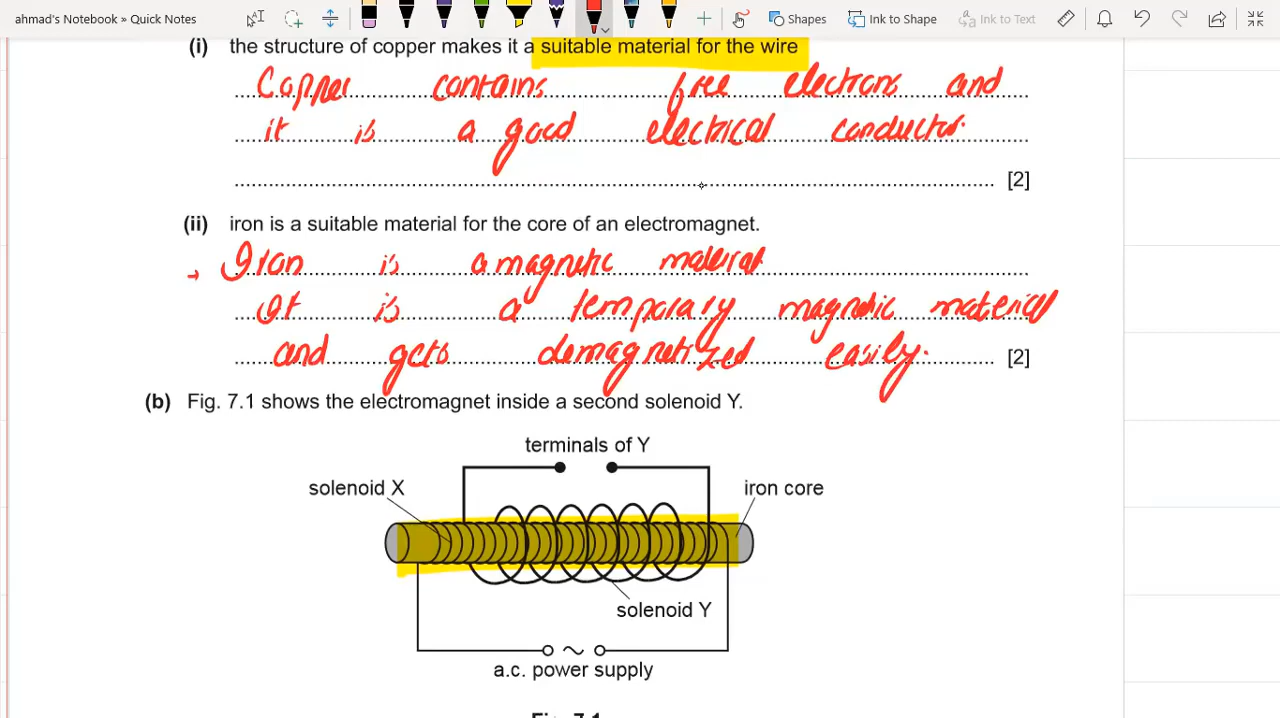 ahmad's Notebook » Quick Notes
Shapes
Ink to Shape
Ink to Text
(i) the structure of copper makes it a suitable material for the wire
Copper contains free electrons and
it is a good electrical conductor.
[2]
(ii) iron is a suitable material for the core of an electromagnet.
→ Iron is a magnetic material
It is a temporary magnetic material
and gets demagnetized easily.
[2]
(b) Fig. 7.1 shows the electromagnet inside a second solenoid Y.
terminals of Y
solenoid X
iron core
solenoid Y
a.c. power supply
Fig. 7.1